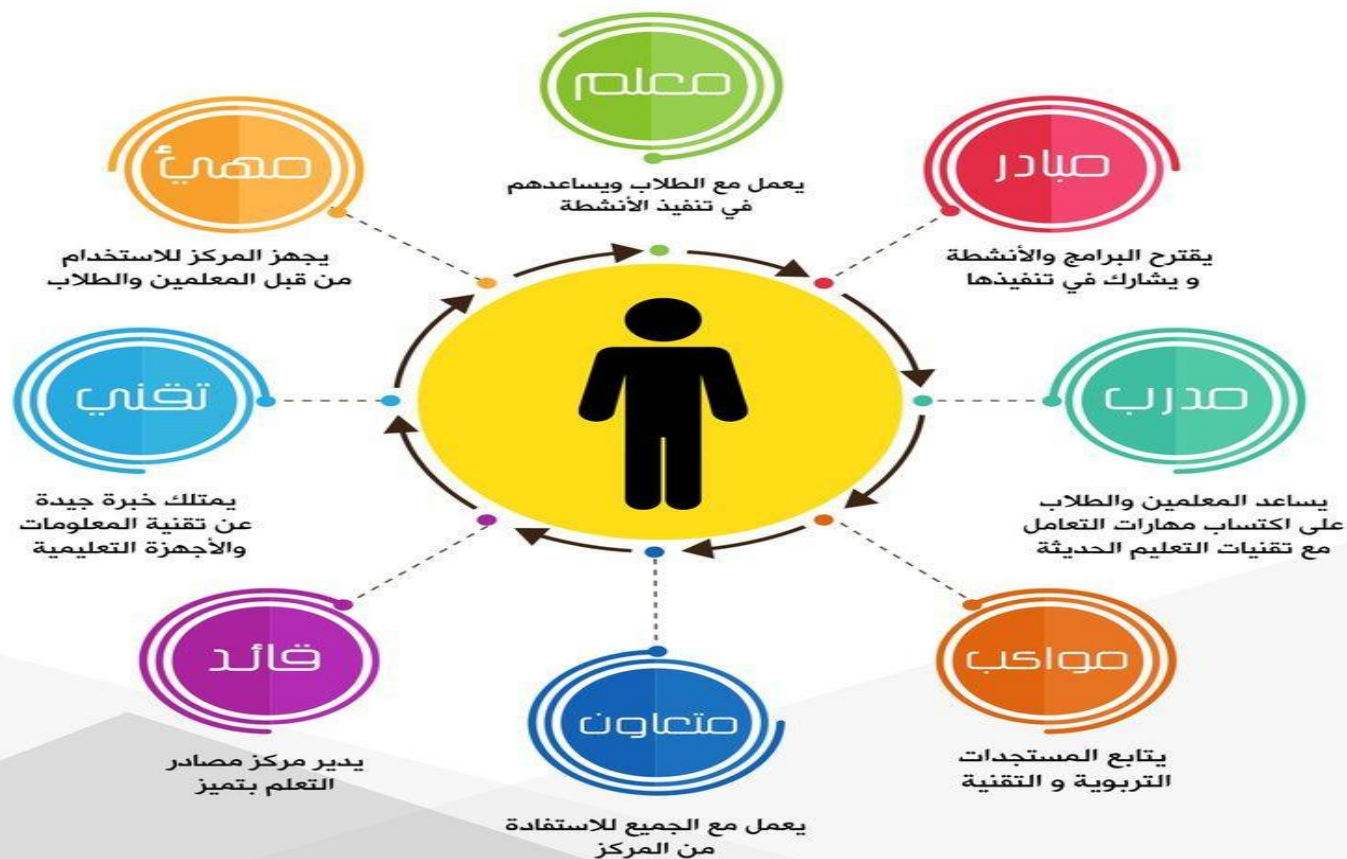 معلم
يعمل مع الطلاب ويساعدهم
في تنفيذ الأنشطة
مبادر
يقترح البرامج والأنشطة
و يشارك في تنفيذها
مدرب
يساعد المعلمين والطلاب
على اكتساب مهارات التعامل
مع تقنيات التعليم الحديثة
مواكب
يتابع المستجدات
التربوية و التقنية
متعاون
يعمل مع الجميع للاستفادة
من المركز
قائد
يدير مركز مصادر
التعلم بتميز
تقني
يمتلك خبرة جيدة
عن تقنية المعلومات
والأجهزة التعليمية
مهيئ
يجهز المركز للاستخدام
من قبل المعلمين والطلاب